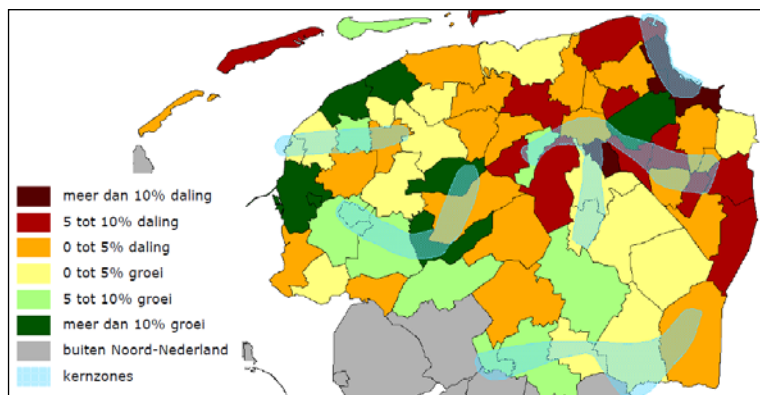 meer dan 10% daling
5 tot 10% daling
0 tot 5% daling
0 tot 5% groei
5 tot 10% groei
meer dan 10% groei
buiten Noord-Nederland
kernzones